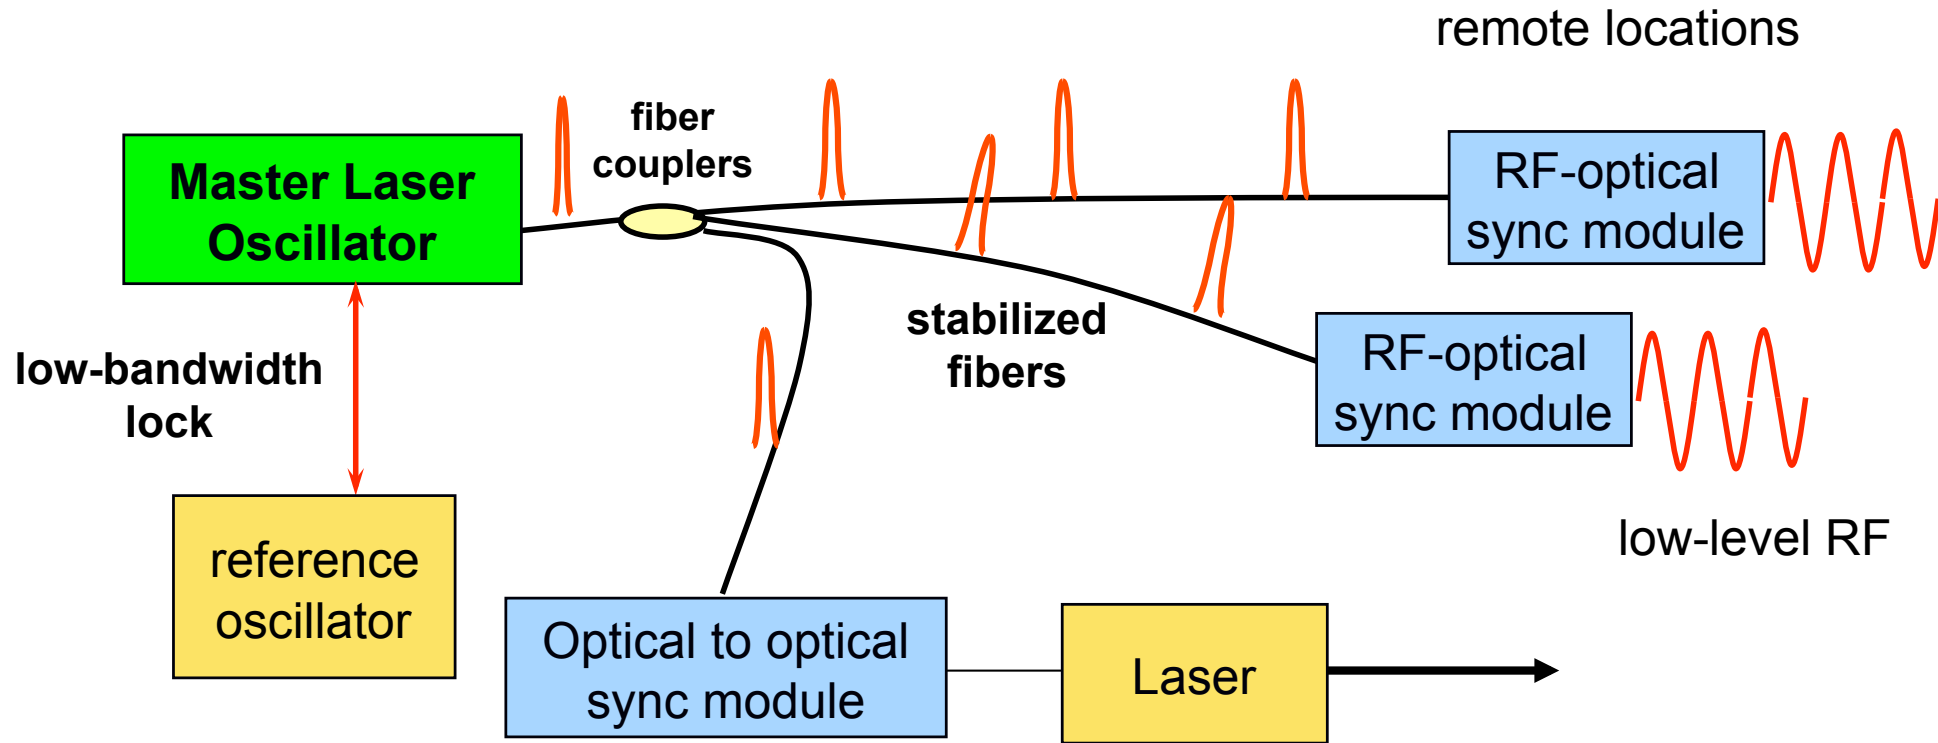 remote locations
fiber
couplers
Master Laser
Oscillator
RF-optical
sync module
stabilized
fibers
RF-optical
sync module
low-bandwidth
lock
reference
oscillator
low-level RF
Optical to optical
sync module
Laser